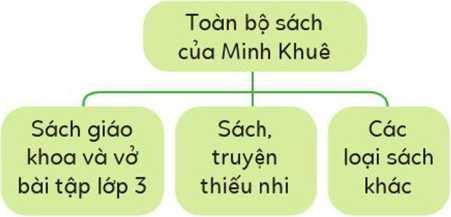 Toàn bộ sách
của Minh Khuê
Sách giáo
khoa và vở
bài tập lớp 3
Sách,
truyện
thiếu nhi
Các
loại sách
khác